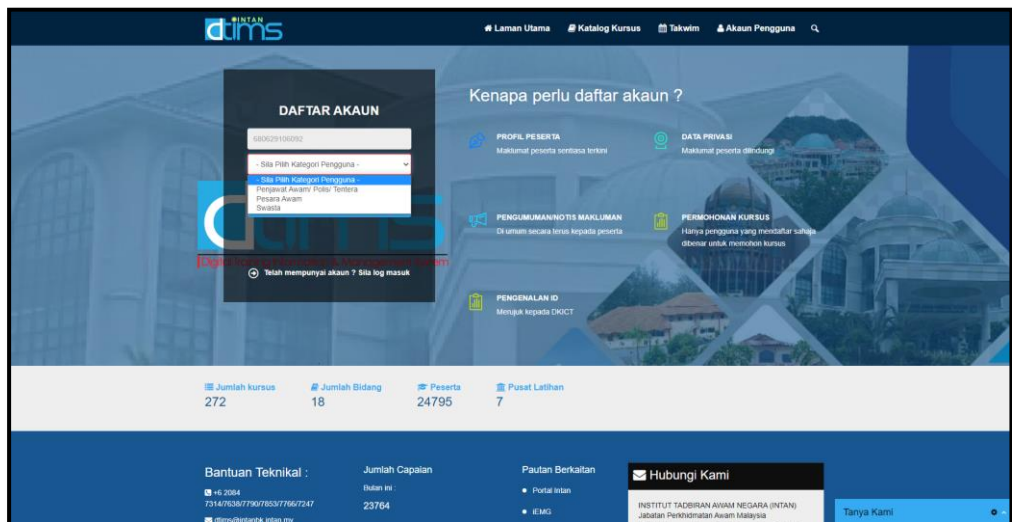 INTAN
dtims
Laman Utama
Katalog Kursus
Takwim
Akaun Pengguna
DAFTAR AKAUN
680629106092
- Sila Pilih Kategori Pengguna -
- Sila Pilih Kategori Pengguna -
Penjawat Awam/ Polis/ Tentera
Pesara Awam
Swasta
Telah mempunyai akaun ? Sila log masuk
Kenapa perlu daftar akaun ?
PROFIL PESERTA
Maklumat peserta sentiasa terkini
DATA PRIVASI
Maklumat peserta dilindungi
PENGUMUMAN/NOTIS MAKLUMAN
Di umum secara terus kepada peserta
PERMOHONAN KURSUS
Hanya pengguna yang mendaftar sahaja
dibenar untuk memohon kursus
PENGENALAN ID
Merujuk kepada DKICT
Jumlah kursus
272
Jumlah Bidang
18
Peserta
24795
Pusat Latihan
7
Bantuan Teknikal :
+6 2084
7314/7638/7790/7853/7766/7247
dtims@intanbk.intan.my
Jumlah Capaian
Bulan ini :
23764
Pautan Berkaitan
Portal Intan
iEMG
Hubungi Kami
INSTITUT TADBIRAN AWAM NEGARA (INTAN)
Jabatan Perkhidmatan Awam Malaysia
Tanya Kami